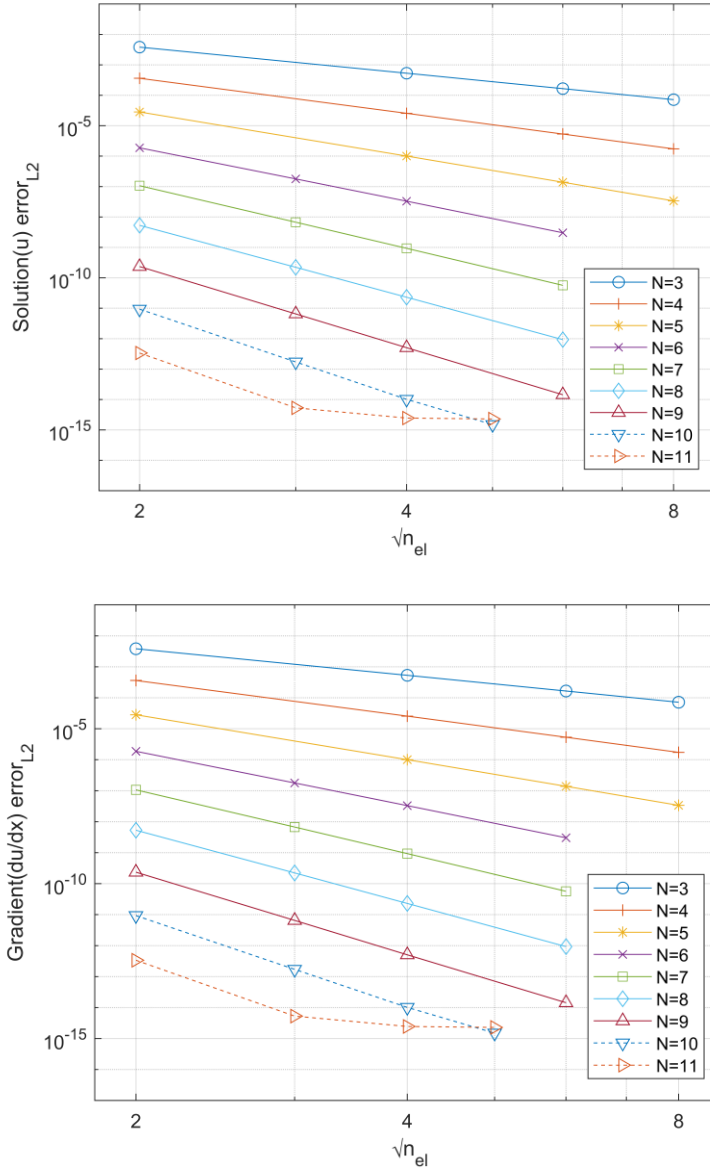 Solution(u) error_L2
10^-5
10^-10
10^-15
2
4
8
√n_el
N=3
N=4
N=5
N=6
N=7
N=8
N=9
N=10
N=11
Gradient(du/dx) error_L2
10^-5
10^-10
10^-15
2
4
8
√n_el
N=3
N=4
N=5
N=6
N=7
N=8
N=9
N=10
N=11